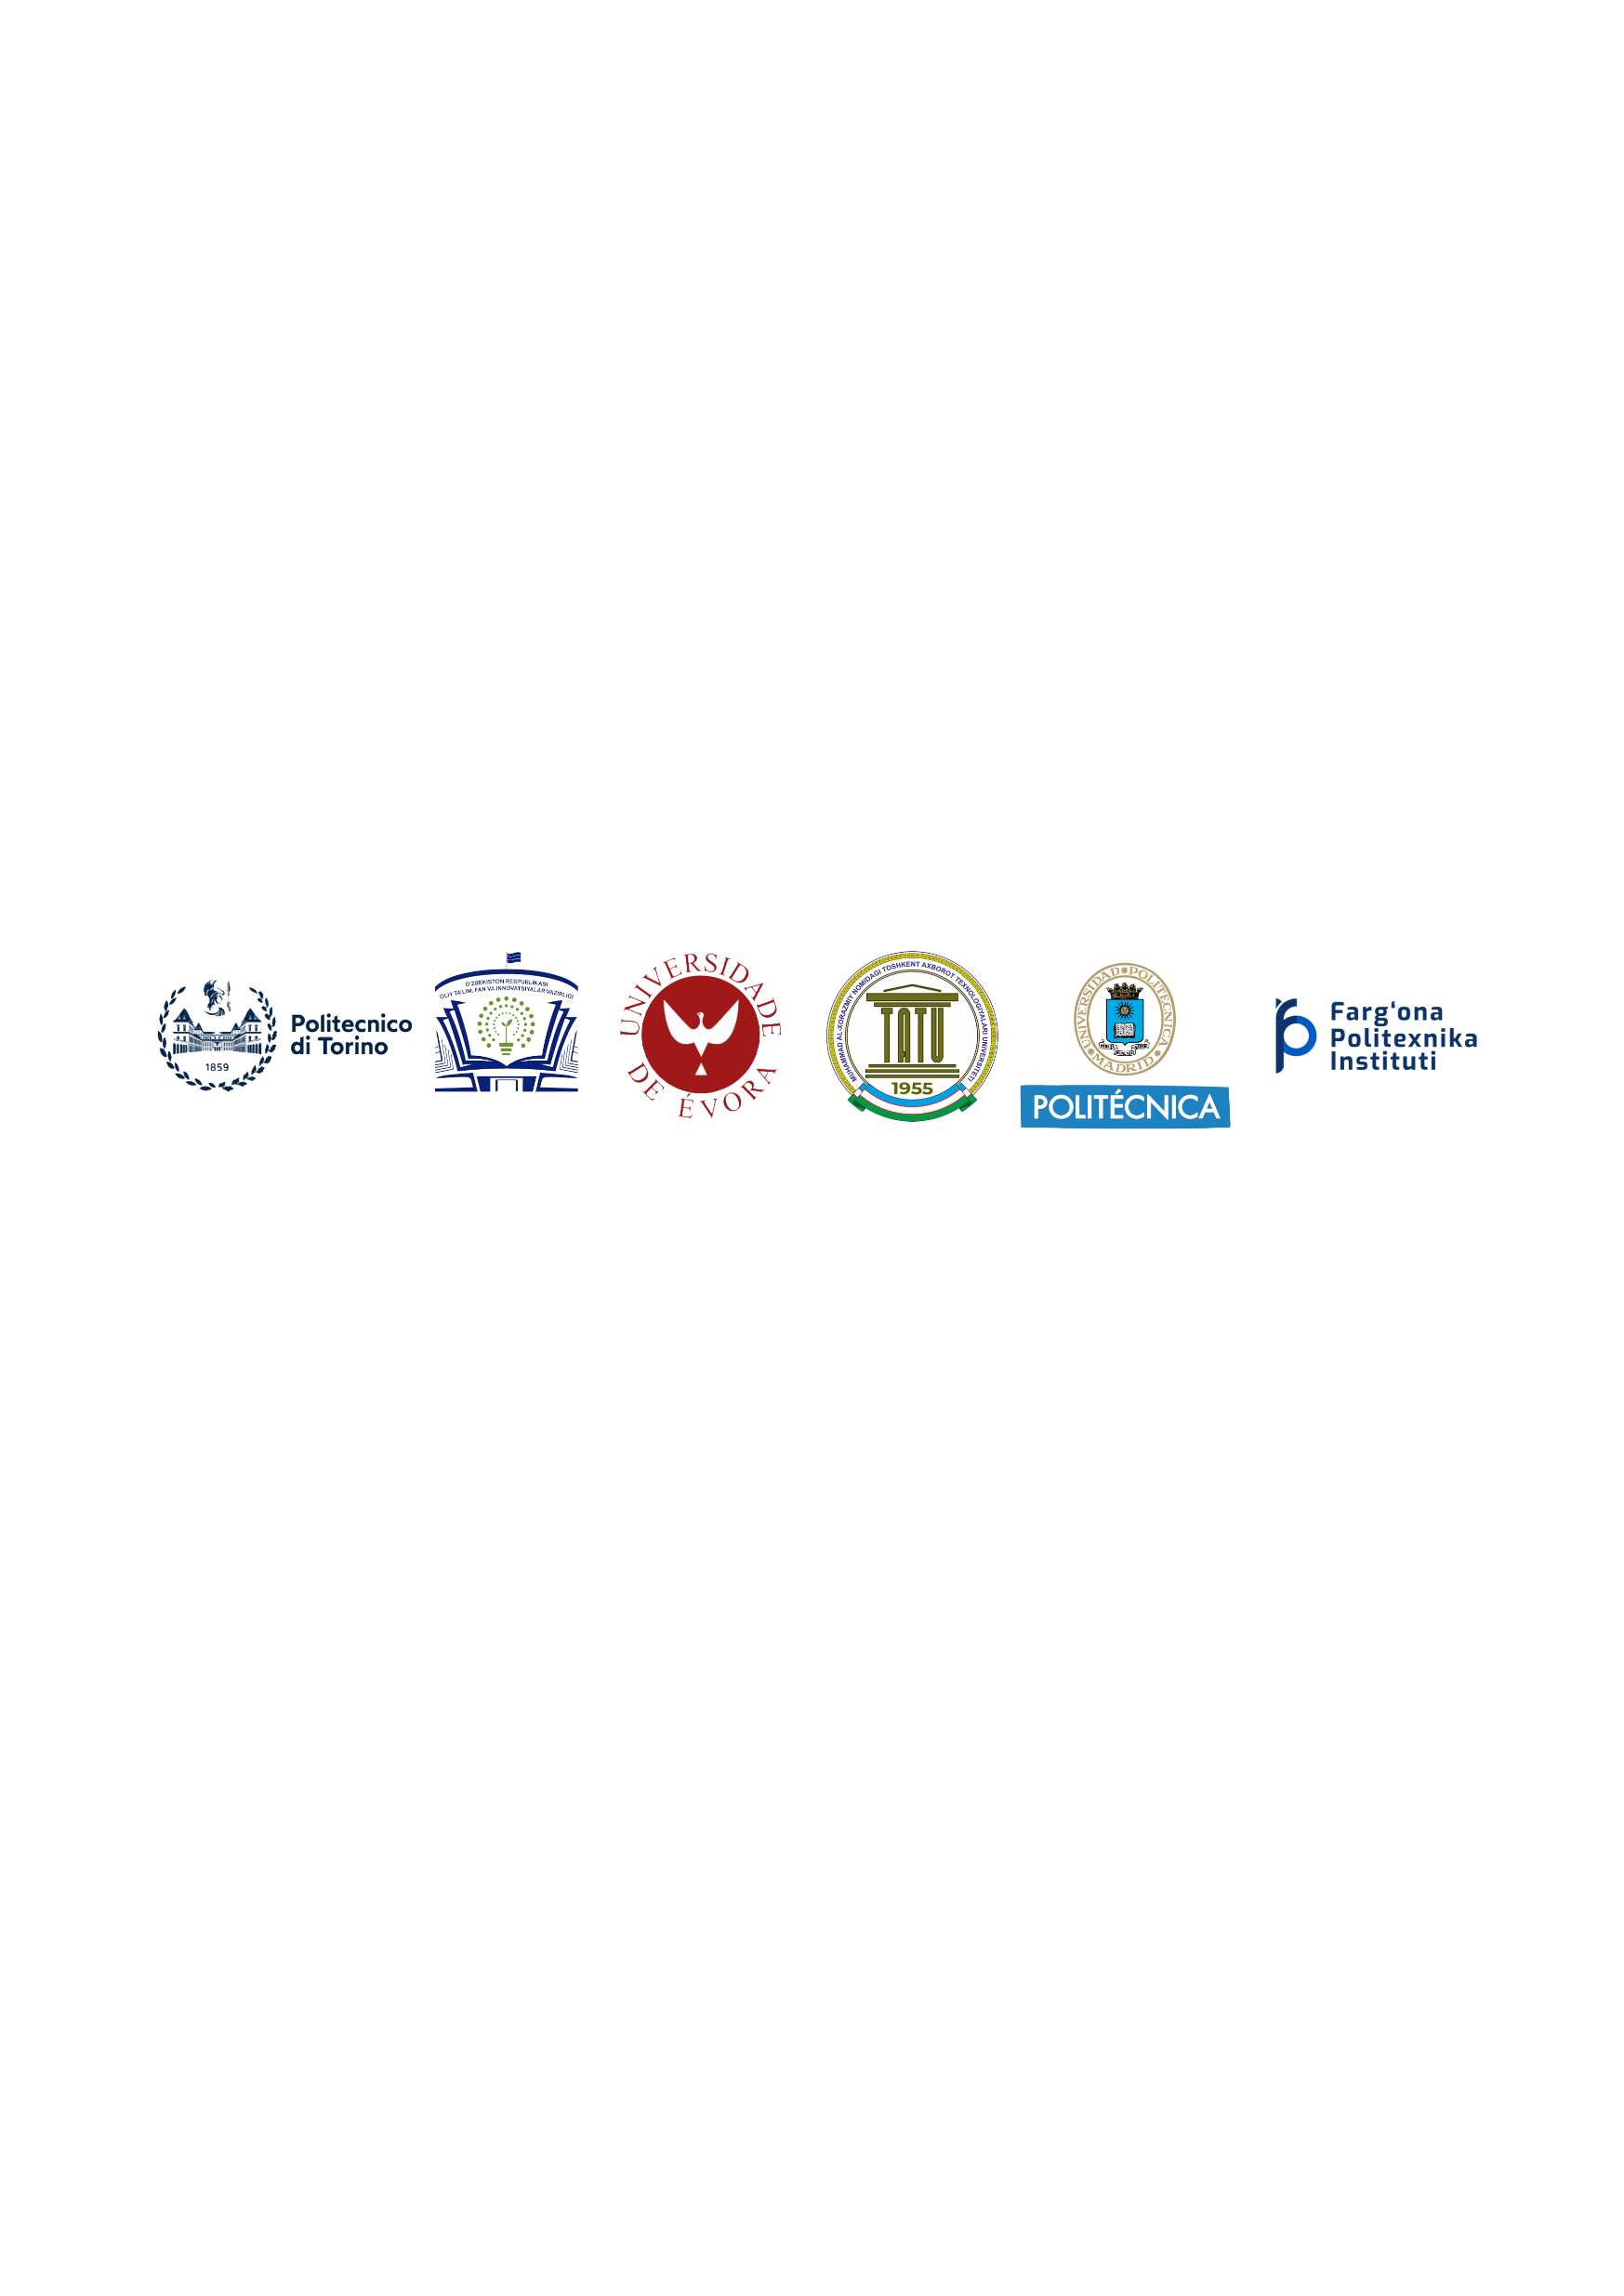 Politecnico
di Torino
1859
O'ZBEKISTON RESPUBLIKASI
OLIY TA'LIM, FAN VA INNOVATSIYALAR VAZIRLIGI
UNIVERSIDADE
DE ÉVORA
MUHAMMAD AL-XORAZMIY NOMIDAGI TOSHKENT AXBOROT TEXNOLOGIYALARI UNIVERSITETI
TATU
1955
UNIVERSIDAD POLITECNICA
MADRID
POLITÉCNICA
Farg‘ona
Politexnika
Instituti